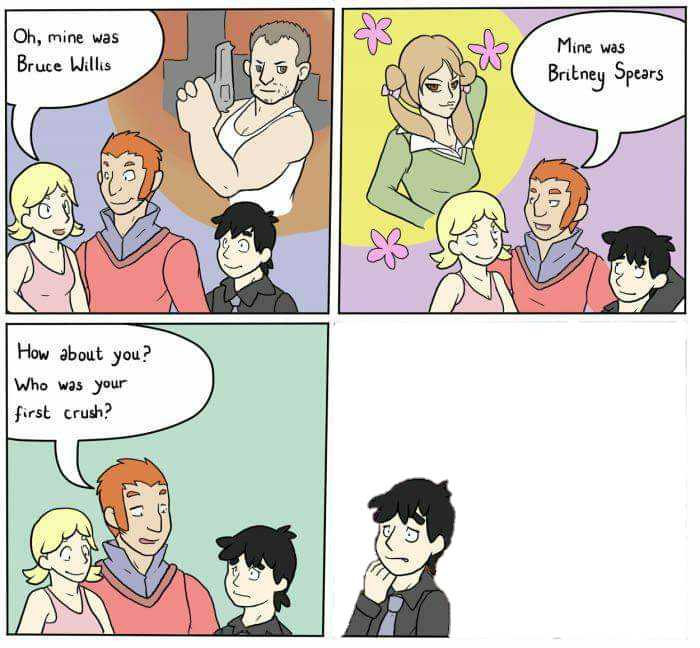 Oh, mine was
Bruce Willis
Mine was
Britney Spears
How about you?
Who was your
first crush?